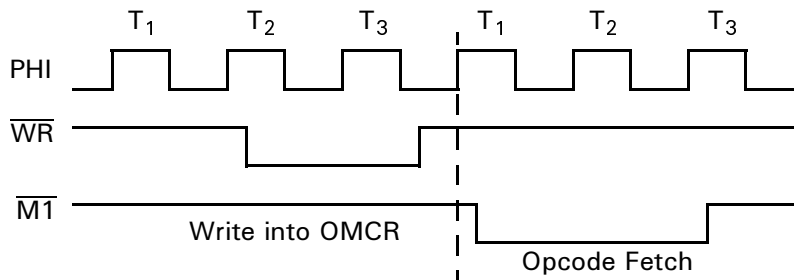 T1 T2 T3 T1 T2 T3
PHI
WR
M1
Write into OMCR
Opcode Fetch